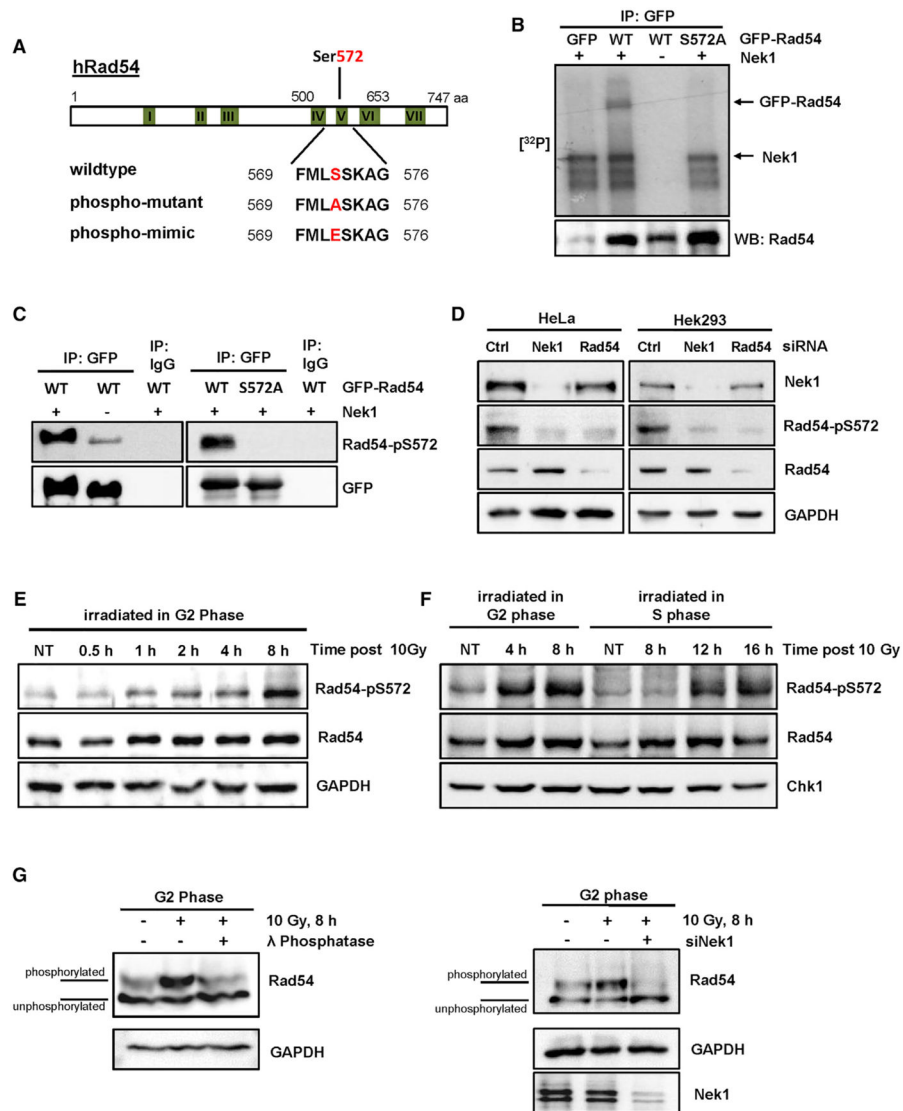 A
Ser572
hRad54
1 500 653 747 aa
I II III IV V VI VII
wildtype 569 FMLSSKAG 576
phospho-mutant 569 FMLASKAG 576
phospho-mimic 569 FMLESKAG 576
B
IP: GFP
GFP WT WT S572A GFP-Rad54
+ + - + Nek1
[32P]
GFP-Rad54
Nek1
WB: Rad54
C
IP: GFP IP: IgG IP: GFP IP: IgG
WT WT WT WT S572A WT GFP-Rad54
+ - + + + + Nek1
Rad54-pS572
GFP
D
HeLa Hek293
Ctrl Nek1 Rad54 Ctrl Nek1 Rad54 siRNA
Nek1
Rad54-pS572
Rad54
GAPDH
E
irradiated in G2 Phase
NT 0.5 h 1 h 2 h 4 h 8 h Time post 10Gy
Rad54-pS572
Rad54
GAPDH
F
irradiated in G2 phase irradiated in S phase
NT 4 h 8 h NT 8 h 12 h 16 h Time post 10 Gy
Rad54-pS572
Rad54
Chk1
G
G2 Phase
- + + 10 Gy, 8 h
- - + λ Phosphatase
phosphorylated
Rad54
unphosphorylated
GAPDH
G2 phase
- + + 10 Gy, 8 h
- - + siNek1
phosphorylated
Rad54
unphosphorylated
GAPDH
Nek1